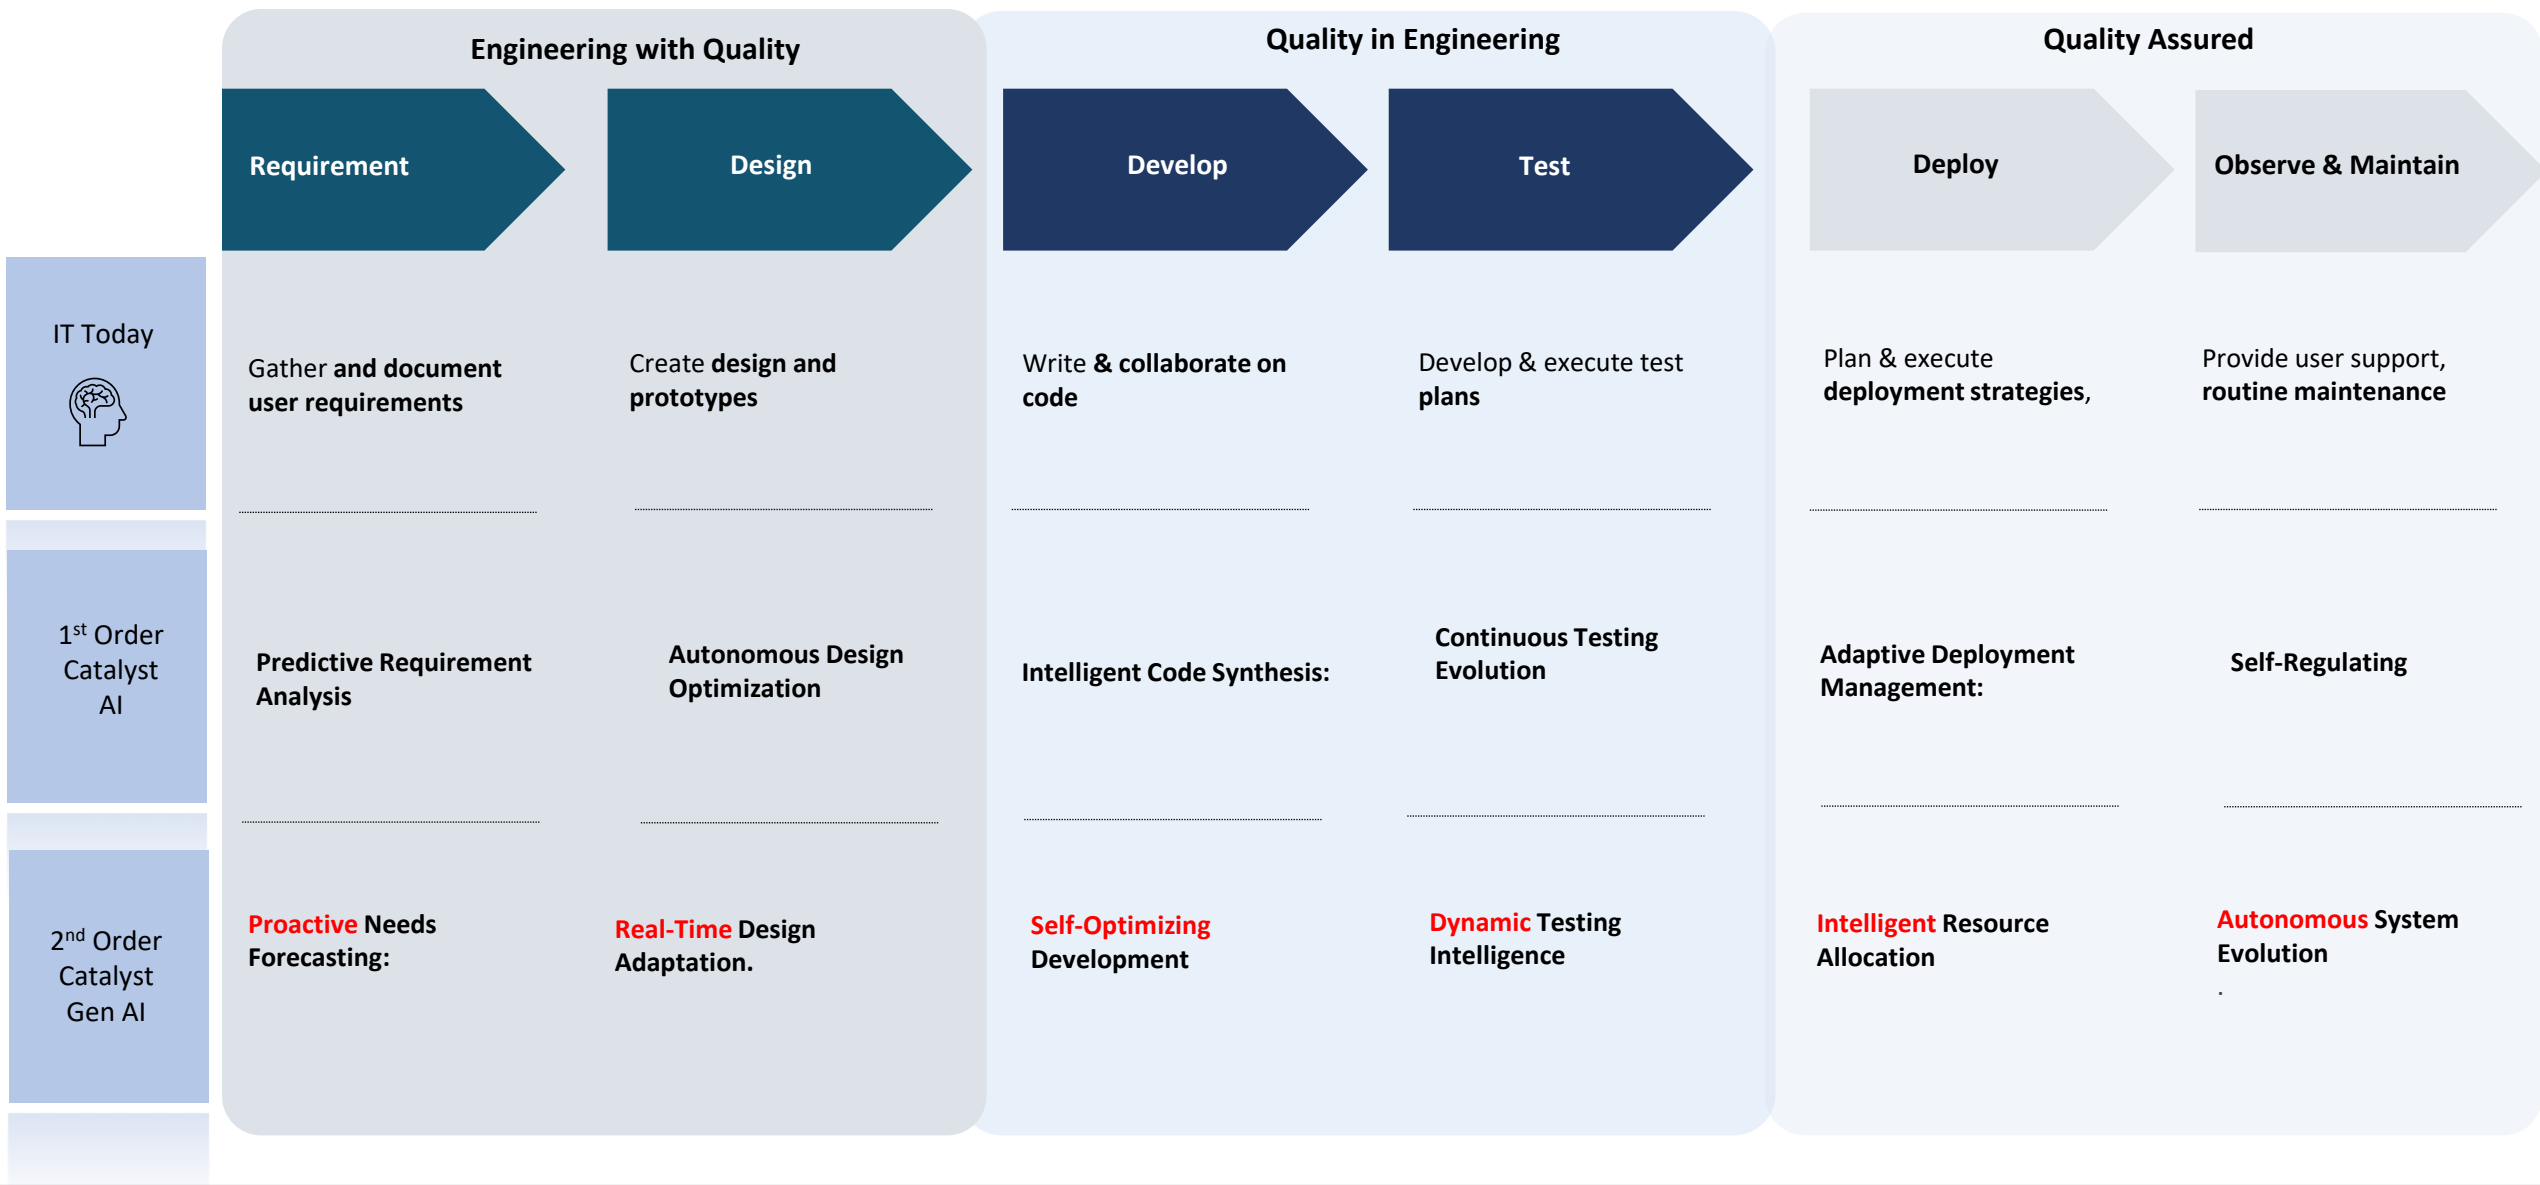 Engineering with Quality
Quality in Engineering
Quality Assured
Requirement
Design
Develop
Test
Deploy
Observe & Maintain
IT Today
Gather and document
user requirements
Create design and
prototypes
Write & collaborate on
code
Develop & execute test
plans
Plan & execute
deployment strategies,
Provide user support,
routine maintenance
1st Order
Catalyst
AI
Predictive Requirement
Analysis
Autonomous Design
Optimization
Intelligent Code Synthesis:
Continuous Testing
Evolution
Adaptive Deployment
Management:
Self-Regulating
2nd Order
Catalyst
Gen AI
Proactive Needs
Forecasting:
Real-Time Design
Adaptation.
Self-Optimizing
Development
Dynamic Testing
Intelligence
Intelligent Resource
Allocation
Autonomous System
Evolution
.